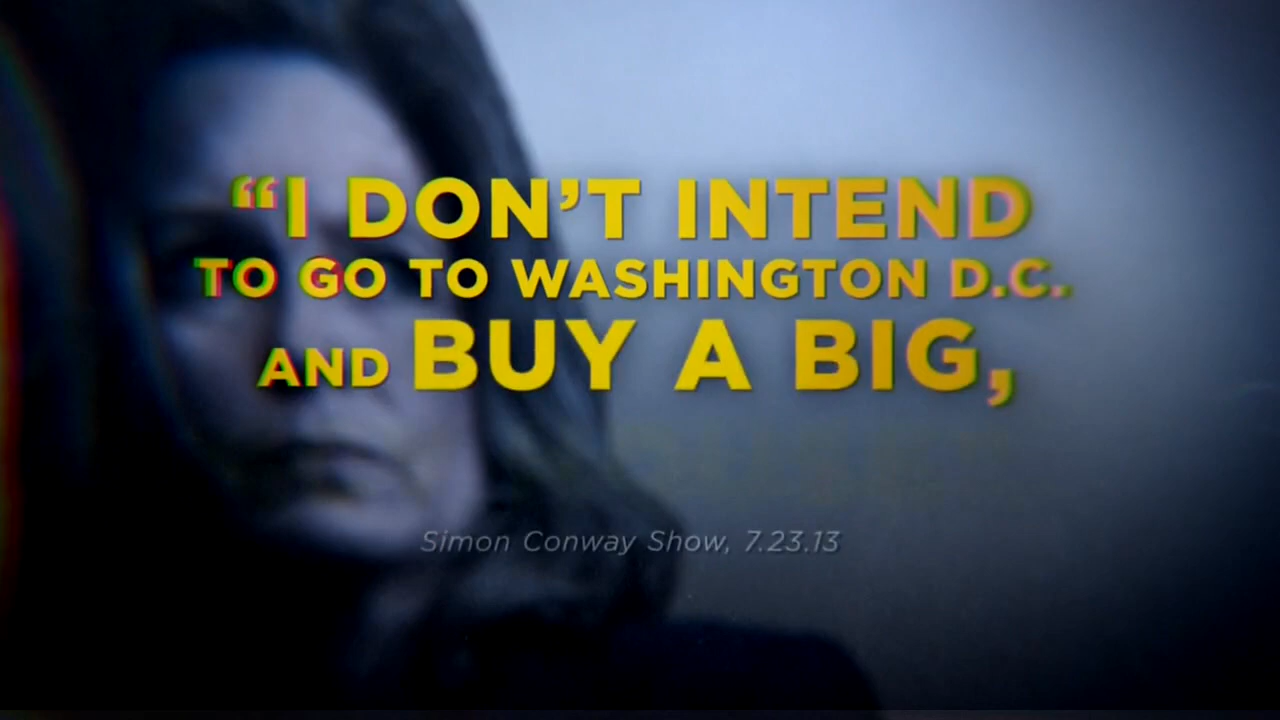 “I DON’T INTEND
TO GO TO WASHINGTON D.C.
AND BUY A BIG,
Simon Conway Show, 7.23.13